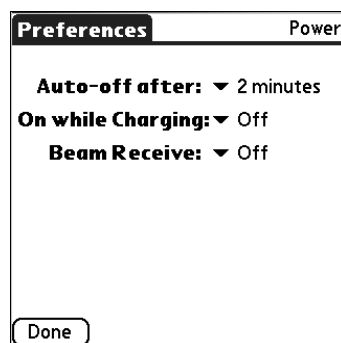 Preferences Power
Auto-off after: 2 minutes
On while Charging: Off
Beam Receive: Off
Done